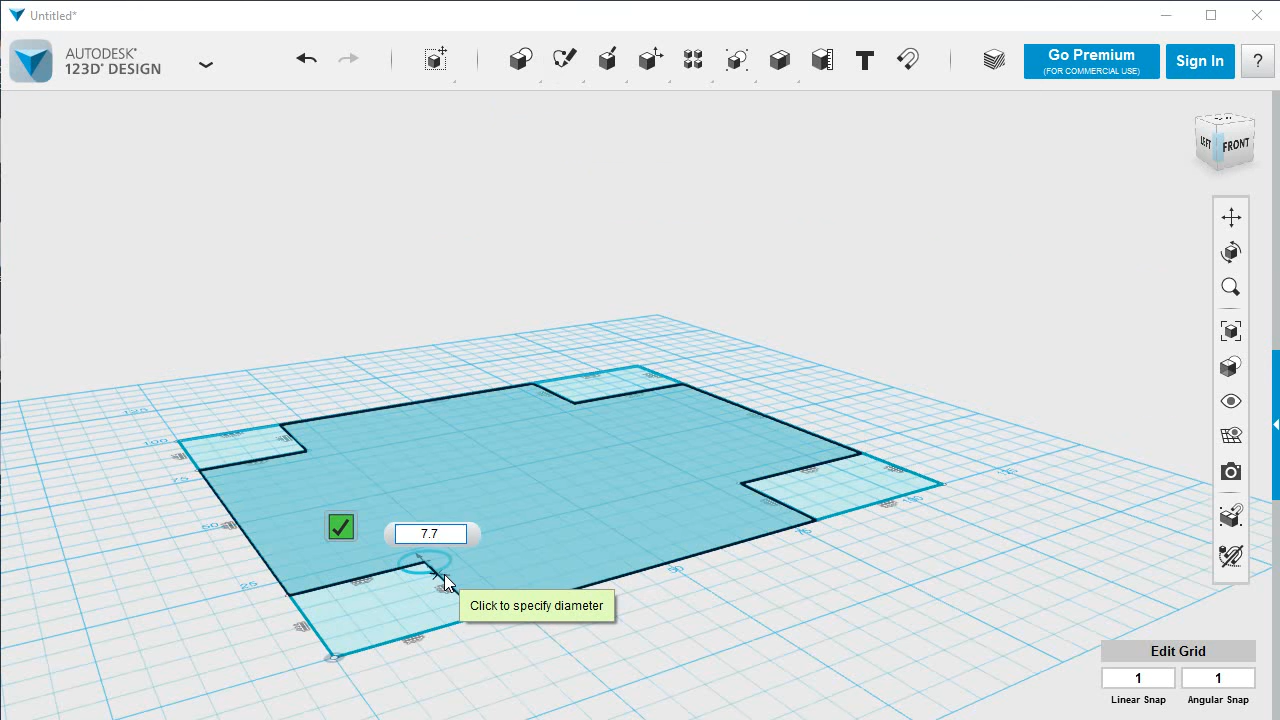 Untitled*
AUTODESK®
123D® DESIGN
Go Premium
(FOR COMMERCIAL USE)
Sign In
?
LEFT
FRONT
125
100
75
50
25
7.7
Click to specify diameter
Edit Grid
1
1
Linear Snap
Angular Snap